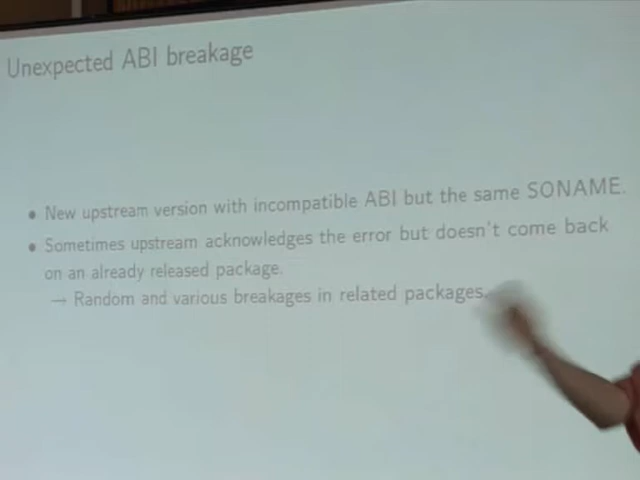 Unexpected ABI breakage
• New upstream version with incompatible ABI but the same SONAME.
• Sometimes upstream acknowledges the error but doesn't come back
on an already released package.
→ Random and various breakages in related packages.